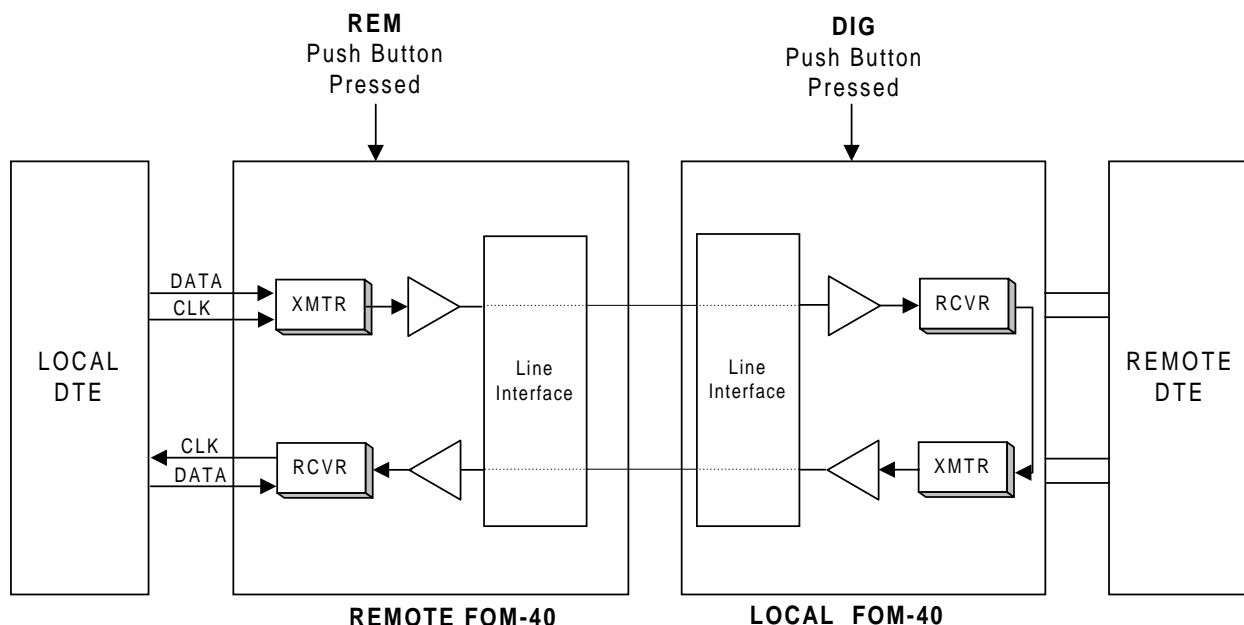 REM
Push Button
Pressed
DIG
Push Button
Pressed
LOCAL
DTE
DATA
CLK
XMTR
CLK
DATA
RCVR
Line
Interface
Line
Interface
RCVR
XMTR
REMOTE
DTE
REMOTE FOM-40
LOCAL FOM-40